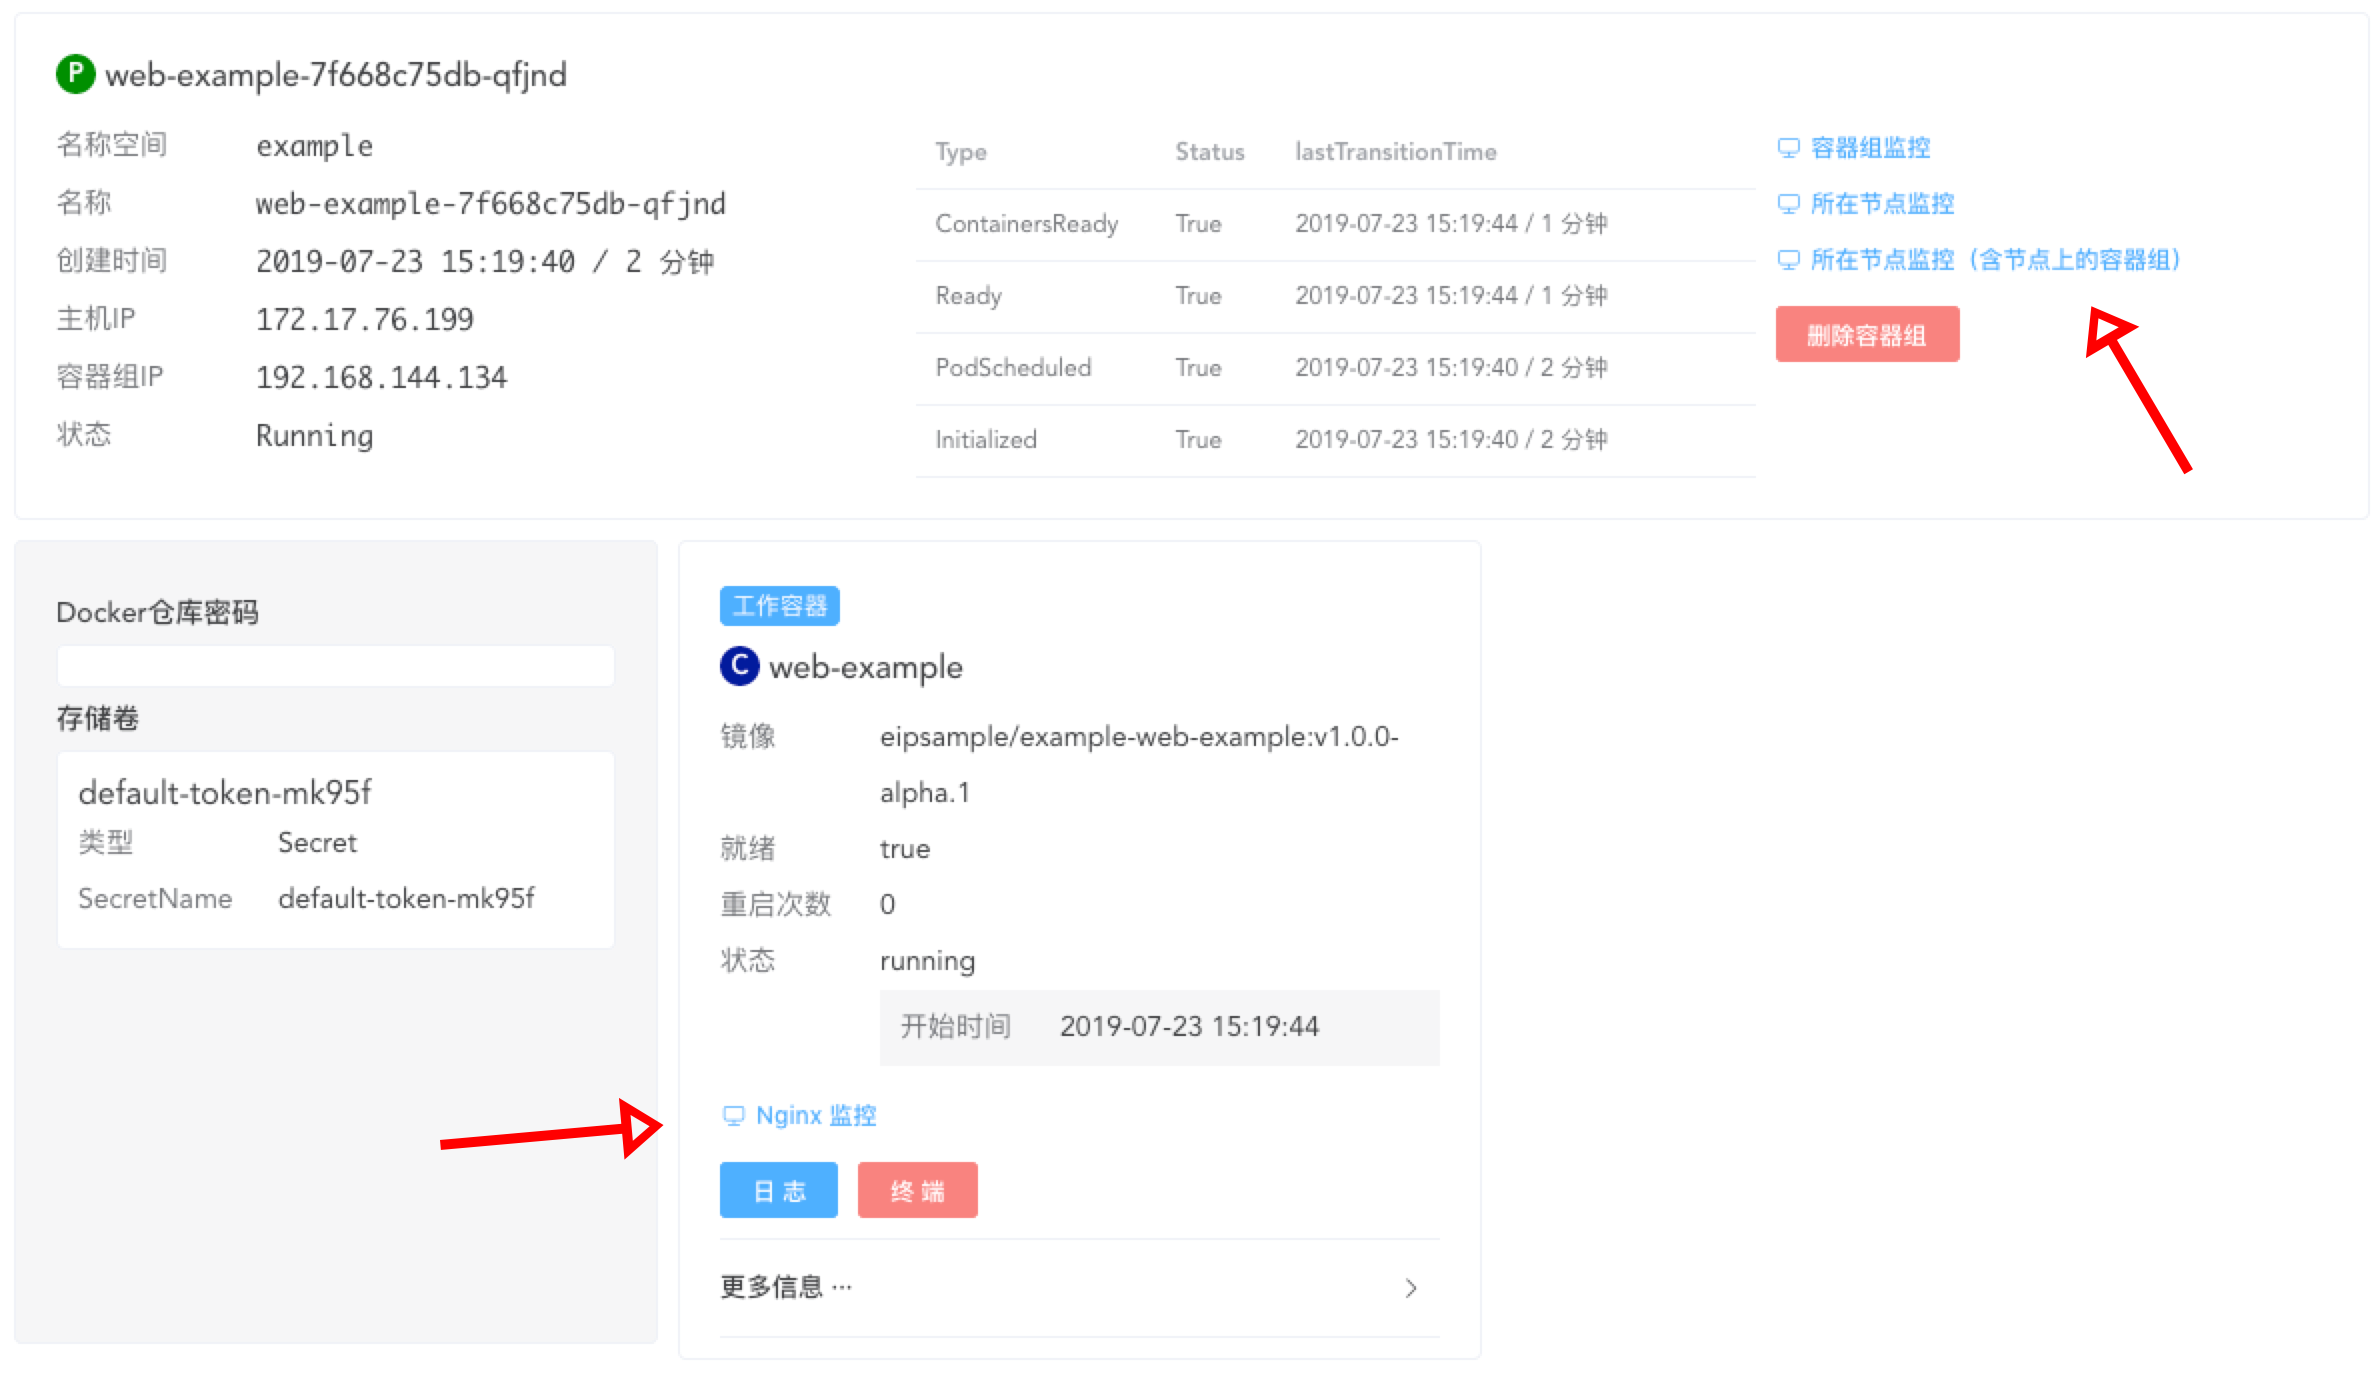 P web-example-7f668c75db-qfjnd
名称空间 example
名称 web-example-7f668c75db-qfjnd
创建时间 2019-07-23 15:19:40 / 2 分钟
主机IP 172.17.76.199
容器组IP 192.168.144.134
状态 Running
Type Status lastTransitionTime
ContainersReady True 2019-07-23 15:19:44 / 1 分钟
Ready True 2019-07-23 15:19:44 / 1 分钟
PodScheduled True 2019-07-23 15:19:40 / 2 分钟
Initialized True 2019-07-23 15:19:40 / 2 分钟
容器组监控
所在节点监控
所在节点监控（含节点上的容器组）
删除容器组
Docker仓库密码
存储卷
default-token-mk95f
类型 Secret
SecretName default-token-mk95f
工作容器
C web-example
镜像 eipsample/example-web-example:v1.0.0-
alpha.1
就绪 true
重启次数 0
状态 running
开始时间 2019-07-23 15:19:44
Nginx 监控
日志 终端
更多信息 ···